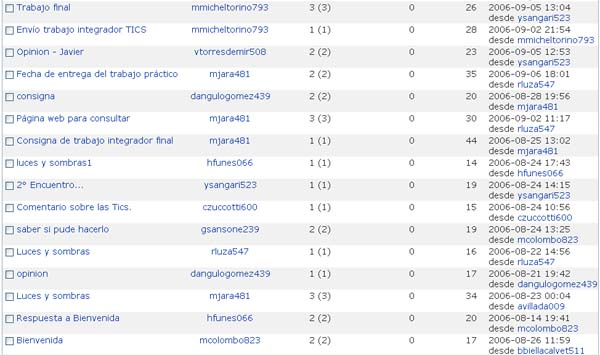 Trabajo final mmicheltorino793 3 (3) 0 26 2006-09-05 13:04
desde ysangari523
Envío trabajo integrador TICS mmicheltorino793 1 (1) 0 28 2006-09-02 21:54
desde mmicheltorino793
Opinion - Javier vtorresdemir508 2 (2) 0 23 2006-09-05 12:53
desde ysangari523
Fecha de entrega del trabajo práctico mjara481 2 (2) 0 35 2006-09-06 18:01
desde rluza547
consigna dangulogomez439 2 (2) 0 20 2006-08-28 19:56
desde mjara481
Página web para consultar mjara481 3 (3) 0 30 2006-09-02 11:17
desde rluza547
Consigna de trabajo integrador final mjara481 1 (1) 0 44 2006-08-25 13:02
desde mjara481
luces y sombras1 hfunes066 1 (1) 0 14 2006-08-24 17:43
desde hfunes066
2º Encuentro... ysangari523 1 (1) 0 19 2006-08-24 14:15
desde ysangari523
Comentario sobre las Tics. czuccotti600 1 (1) 0 15 2006-08-24 10:56
desde czuccotti600
saber si pude hacerlo gsansone239 2 (2) 0 19 2006-08-24 13:25
desde mcolombo823
Luces y sombras rluza547 1 (1) 0 16 2006-08-22 14:56
desde rluza547
opinion dangulogomez439 1 (1) 0 17 2006-08-21 19:42
desde dangulogomez439
Luces y sombras mjara481 3 (3) 0 34 2006-08-23 00:04
desde avillada009
Respuesta a Bienvenida hfunes066 2 (2) 0 20 2006-08-14 19:41
desde mcolombo823
Bienvenida mcolombo823 2 (2) 0 17 2006-08-26 11:59
desde bbiellacalvet511